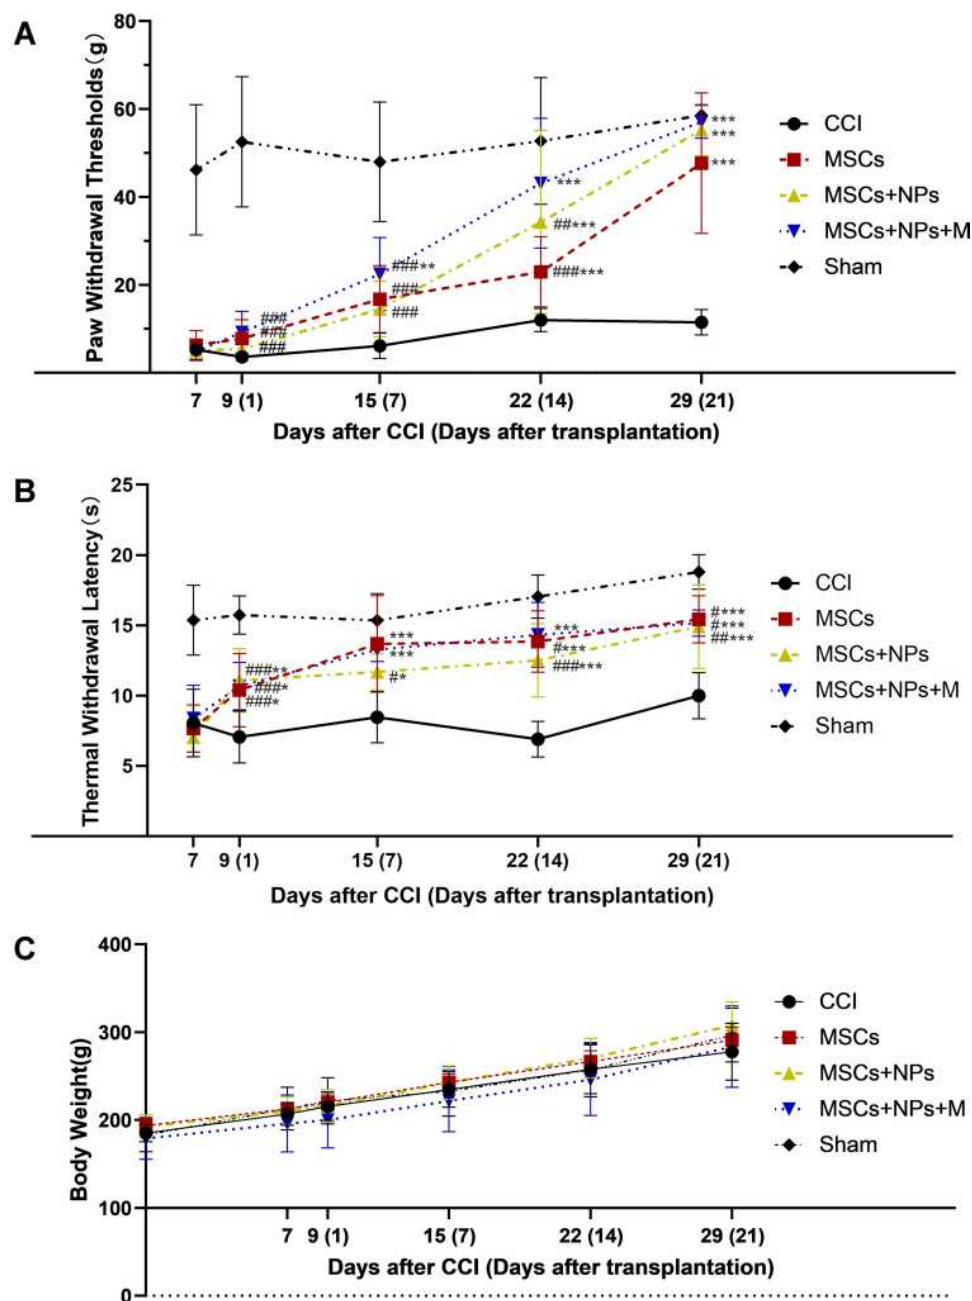 A
Paw Withdrawal Thresholds(g)
80
60
40
20
###
###
###
###**
###
###
***
##***
###***
***
***
***
7 9 (1) 15 (7) 22 (14) 29 (21)
Days after CCI (Days after transplantation)
CCI
MSCs
MSCs+NPs
MSCs+NPs+M
Sham
B
Thermal Withdrawal Latency(s)
25
20
15
10
5
###**
###*
###*
***
***
#*
***
#***
###***
#***
#***
##***
7 9 (1) 15 (7) 22 (14) 29 (21)
Days after CCI (Days after transplantation)
CCI
MSCs
MSCs+NPs
MSCs+NPs+M
Sham
C
Body Weight(g)
400
300
200
100
0
7 9 (1) 15 (7) 22 (14) 29 (21)
Days after CCI (Days after transplantation)
CCI
MSCs
MSCs+NPs
MSCs+NPs+M
Sham